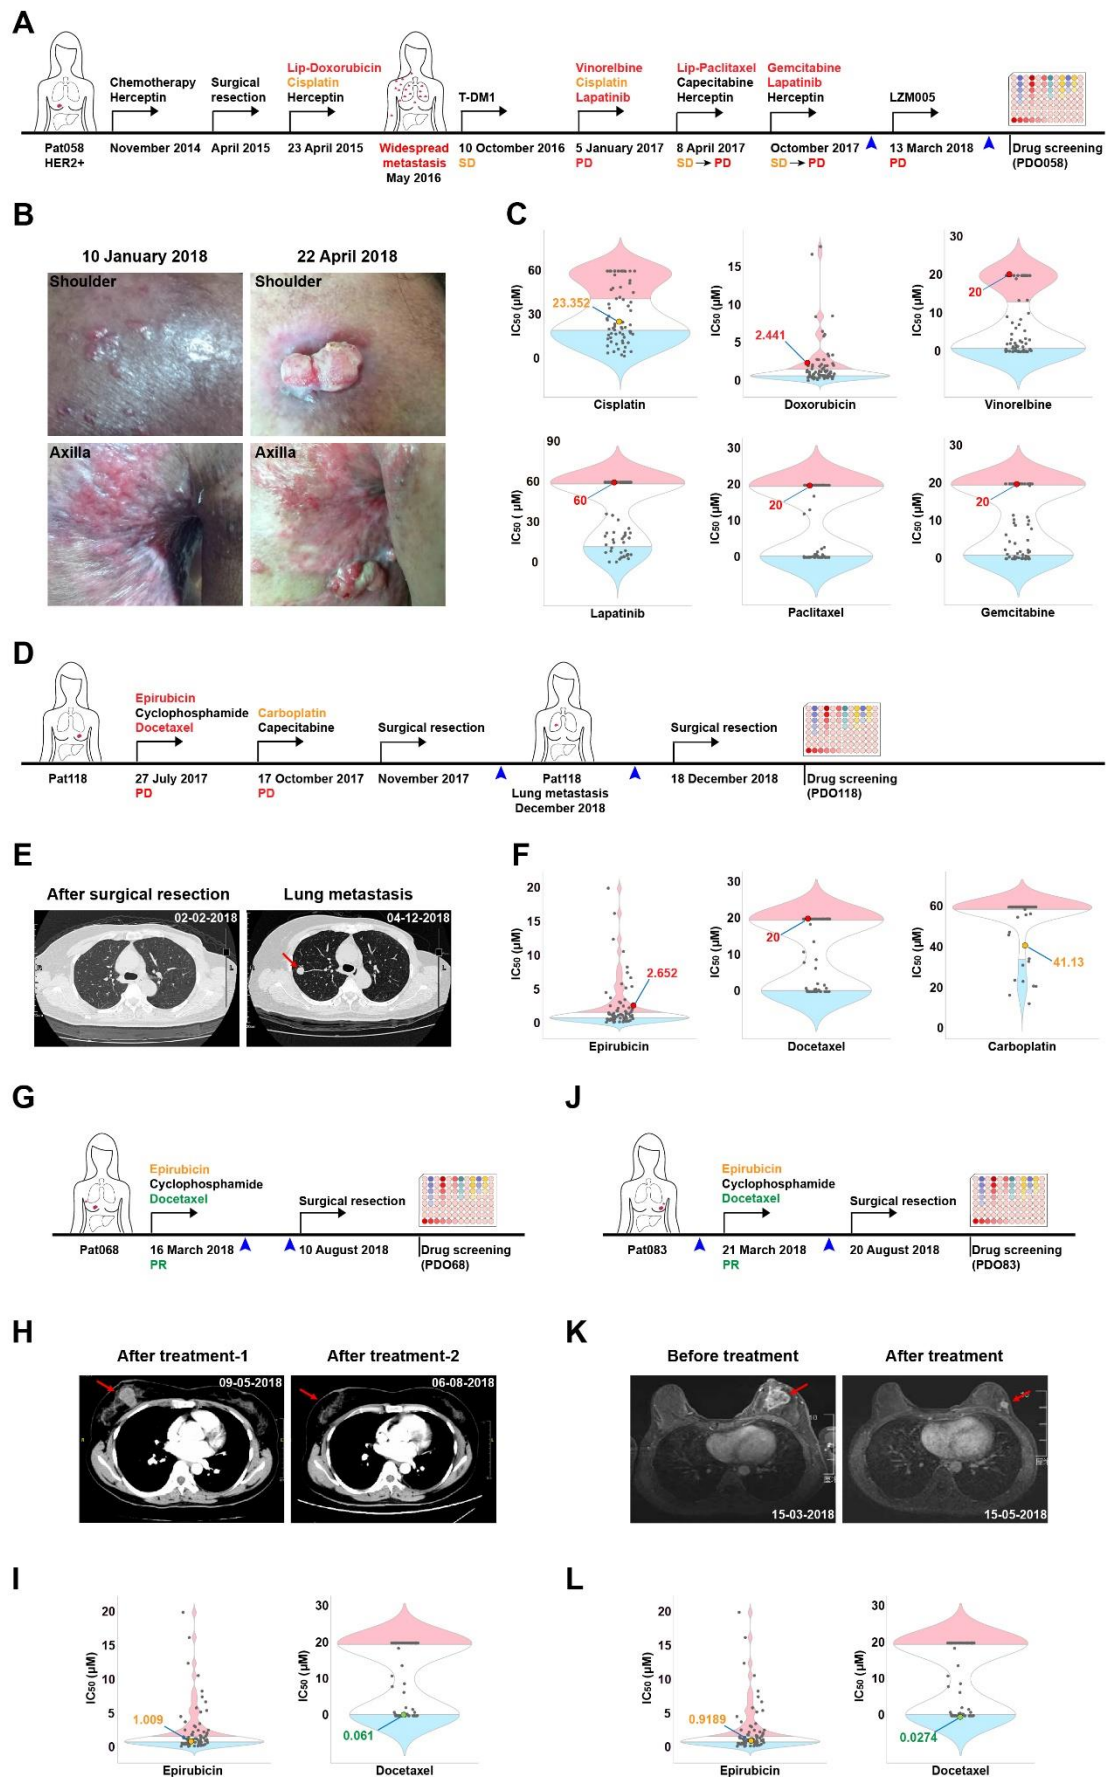 A
Lip-Doxorubicin
Cisplatin
Herceptin
Vinorelbine
Cisplatin
Lapatinib
Lip-Paclitaxel
Capecitabine
Herceptin
Gemcitabine
Lapatinib
Herceptin
Chemotherapy
Herceptin
Surgical
resection
T-DM1
LZM005
Pat058
HER2+
November 2014
April 2015
23 April 2015
Widespread
metastasis
May 2016
10 Octomber 2016
SD
5 January 2017
PD
8 April 2017
SD → PD
Octomber 2017
SD → PD
13 March 2018
PD
Drug screening
(PDO058)
B
10 January 2018
22 April 2018
Shoulder
Shoulder
Axilla
Axilla
C
IC50 (µM)
60
30
0
23.352
Cisplatin
IC50 (µM)
15
10
5
0
2.441
Doxorubicin
IC50 (µM)
30
20
10
0
20
Vinorelbine
IC50 (µM)
90
60
30
0
60
Lapatinib
IC50 (µM)
20
10
0
20
Paclitaxel
IC50 (µM)
30
20
10
0
20
Gemcitabine
D
Epirubicin
Cyclophosphamide
Docetaxel
Carboplatin
Capecitabine
Surgical resection
Surgical resection
Pat118
27 July 2017
PD
17 Octomber 2017
PD
November 2017
Pat118
Lung metastasis
December 2018
18 December 2018
Drug screening
(PDO118)
E
After surgical resection
Lung metastasis
02-02-2018
04-12-2018
L
L
F
IC50 (µM)
20
15
10
5
0
2.652
Epirubicin
IC50 (µM)
30
20
10
0
20
Docetaxel
IC50 (µM)
60
40
20
0
41.13
Carboplatin
G
Epirubicin
Cyclophosphamide
Docetaxel
Surgical resection
Pat068
16 March 2018
PR
10 August 2018
Drug screening
(PDO68)
J
Epirubicin
Cyclophosphamide
Docetaxel
Surgical resection
Pat083
21 March 2018
PR
20 August 2018
Drug screening
(PDO83)
H
After treatment-1
After treatment-2
09-05-2018
06-08-2018
K
Before treatment
After treatment
15-03-2018
15-05-2018
I
IC50 (µM)
20
15
10
5
0
1.009
Epirubicin
IC50 (µM)
30
20
10
0
0.061
Docetaxel
L
IC50 (µM)
20
15
10
5
0
0.9189
Epirubicin
IC50 (µM)
30
20
10
0
0.0274
Docetaxel